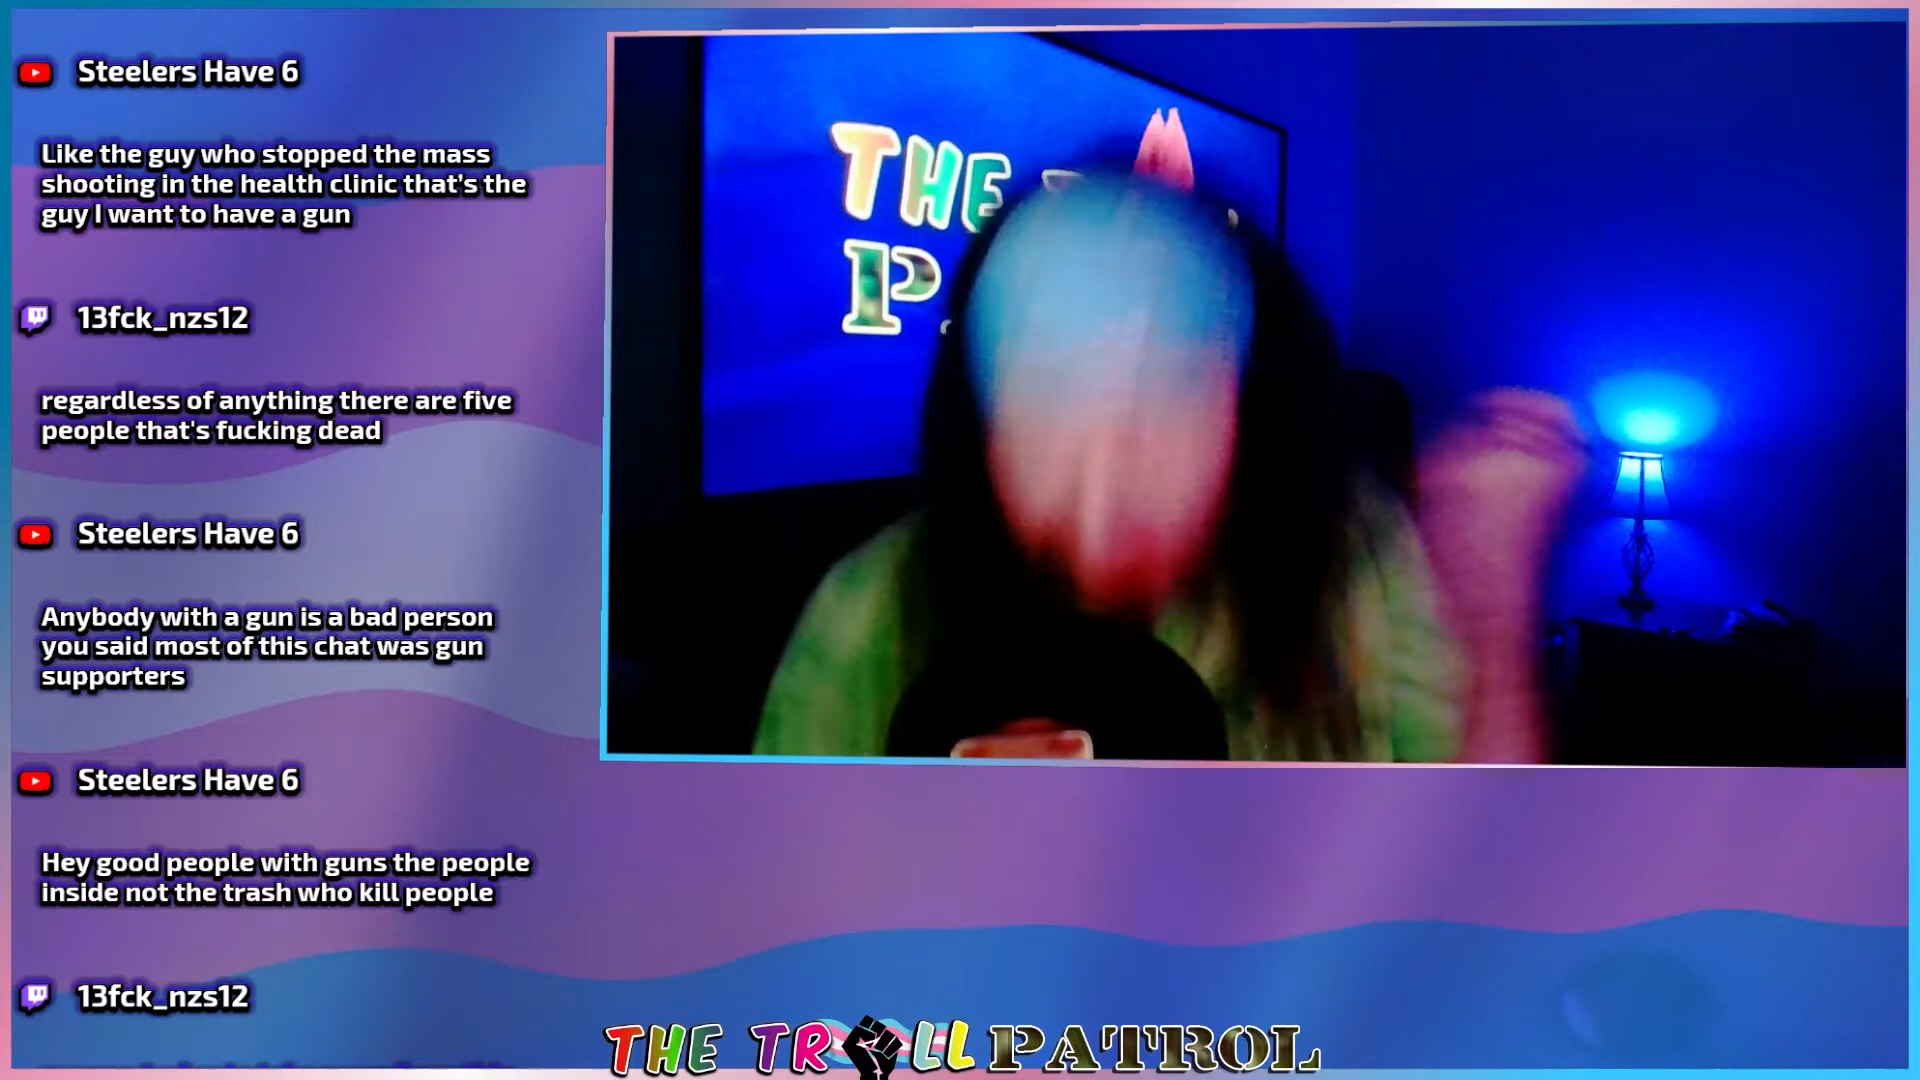 Steelers Have 6
Like the guy who stopped the mass
shooting in the health clinic that's the
guy I want to have a gun
13fck_nzs12
regardless of anything there are five
people that's fucking dead
Steelers Have 6
Anybody with a gun is a bad person
you said most of this chat was gun
supporters
Steelers Have 6
Hey good people with guns the people
inside not the trash who kill people
13fck_nzs12
THE
P
THE TROLL PATROL